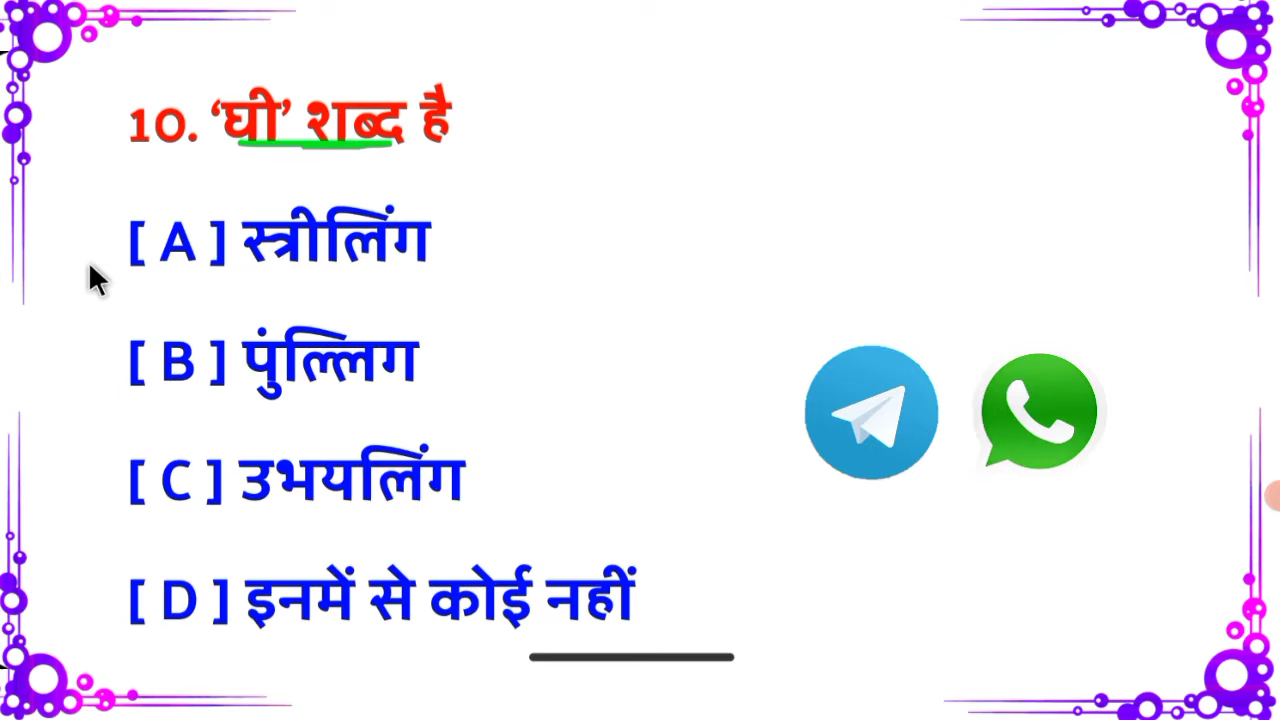 10. ‘घी’ शब्द है
[ A ] स्त्रीलिंग
[ B ] पुंल्लिग
[ C ] उभयलिंग
[ D ] इनमें से कोई नहीं